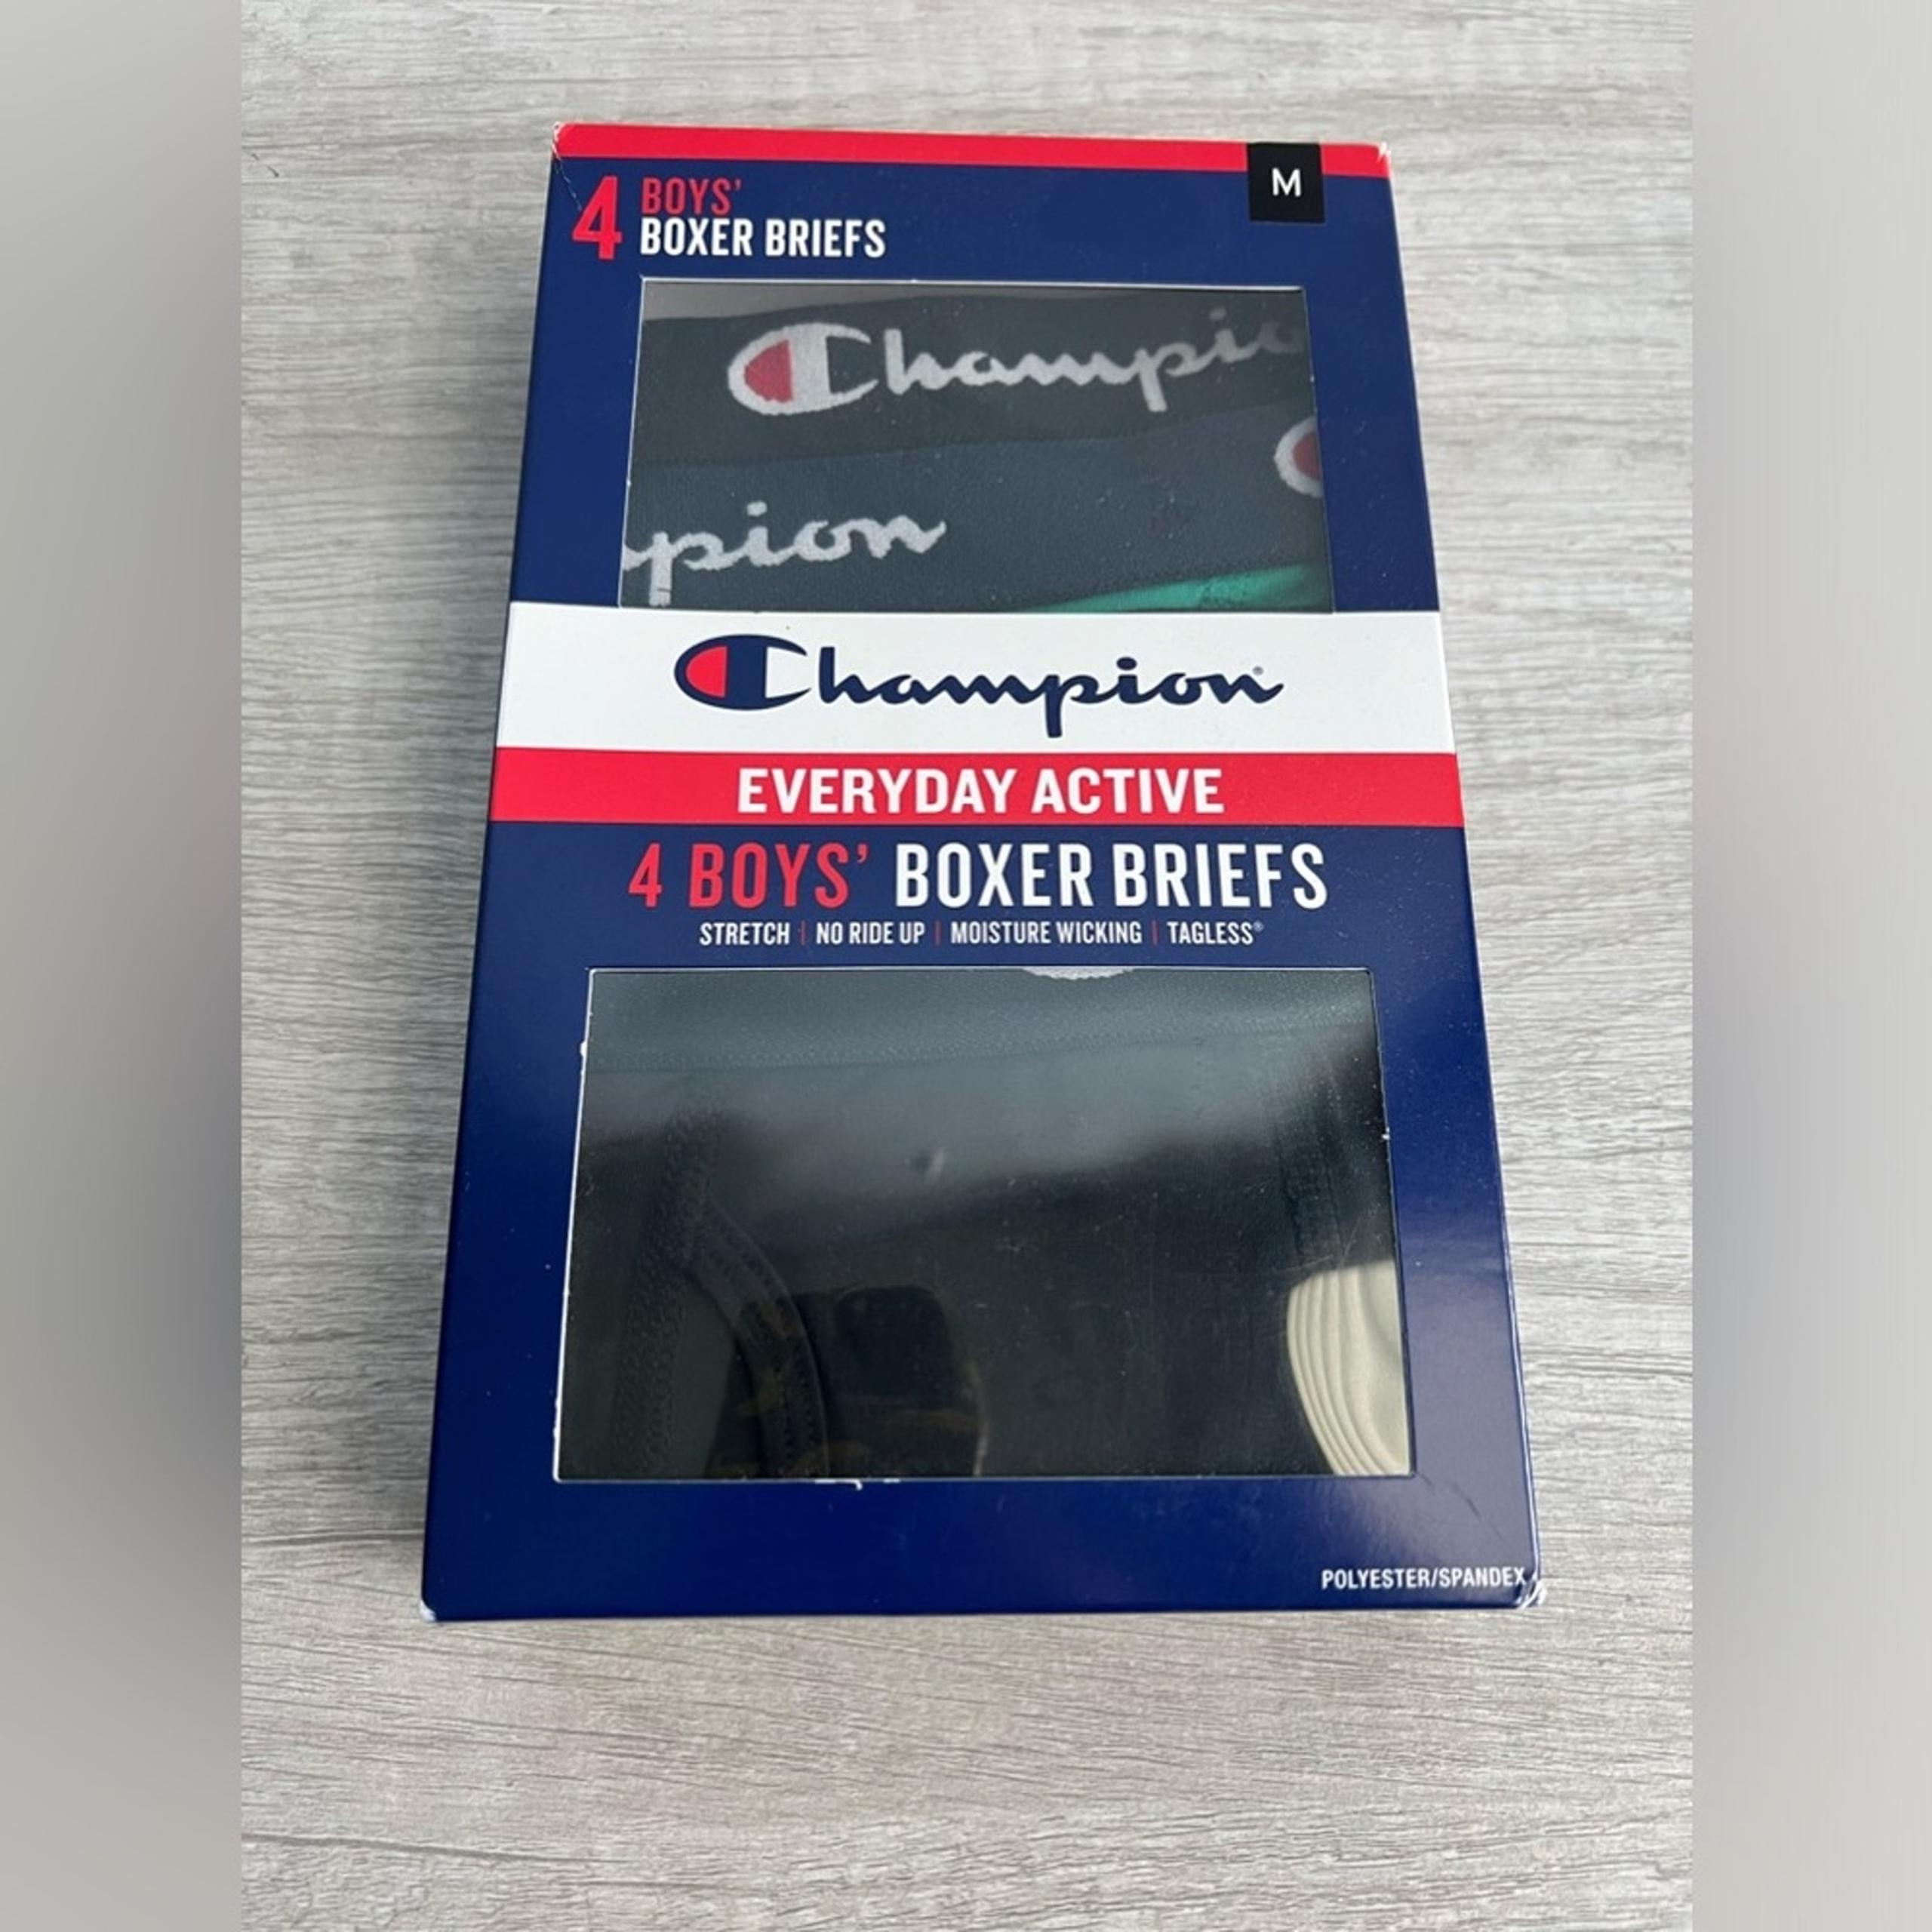 4 BOYS'
BOXER BRIEFS
M
Champio
pion
Champion®
EVERYDAY ACTIVE
4 BOYS' BOXER BRIEFS
STRETCH | NO RIDE UP | MOISTURE WICKING | TAGLESS®
POLYESTER/SPANDEX